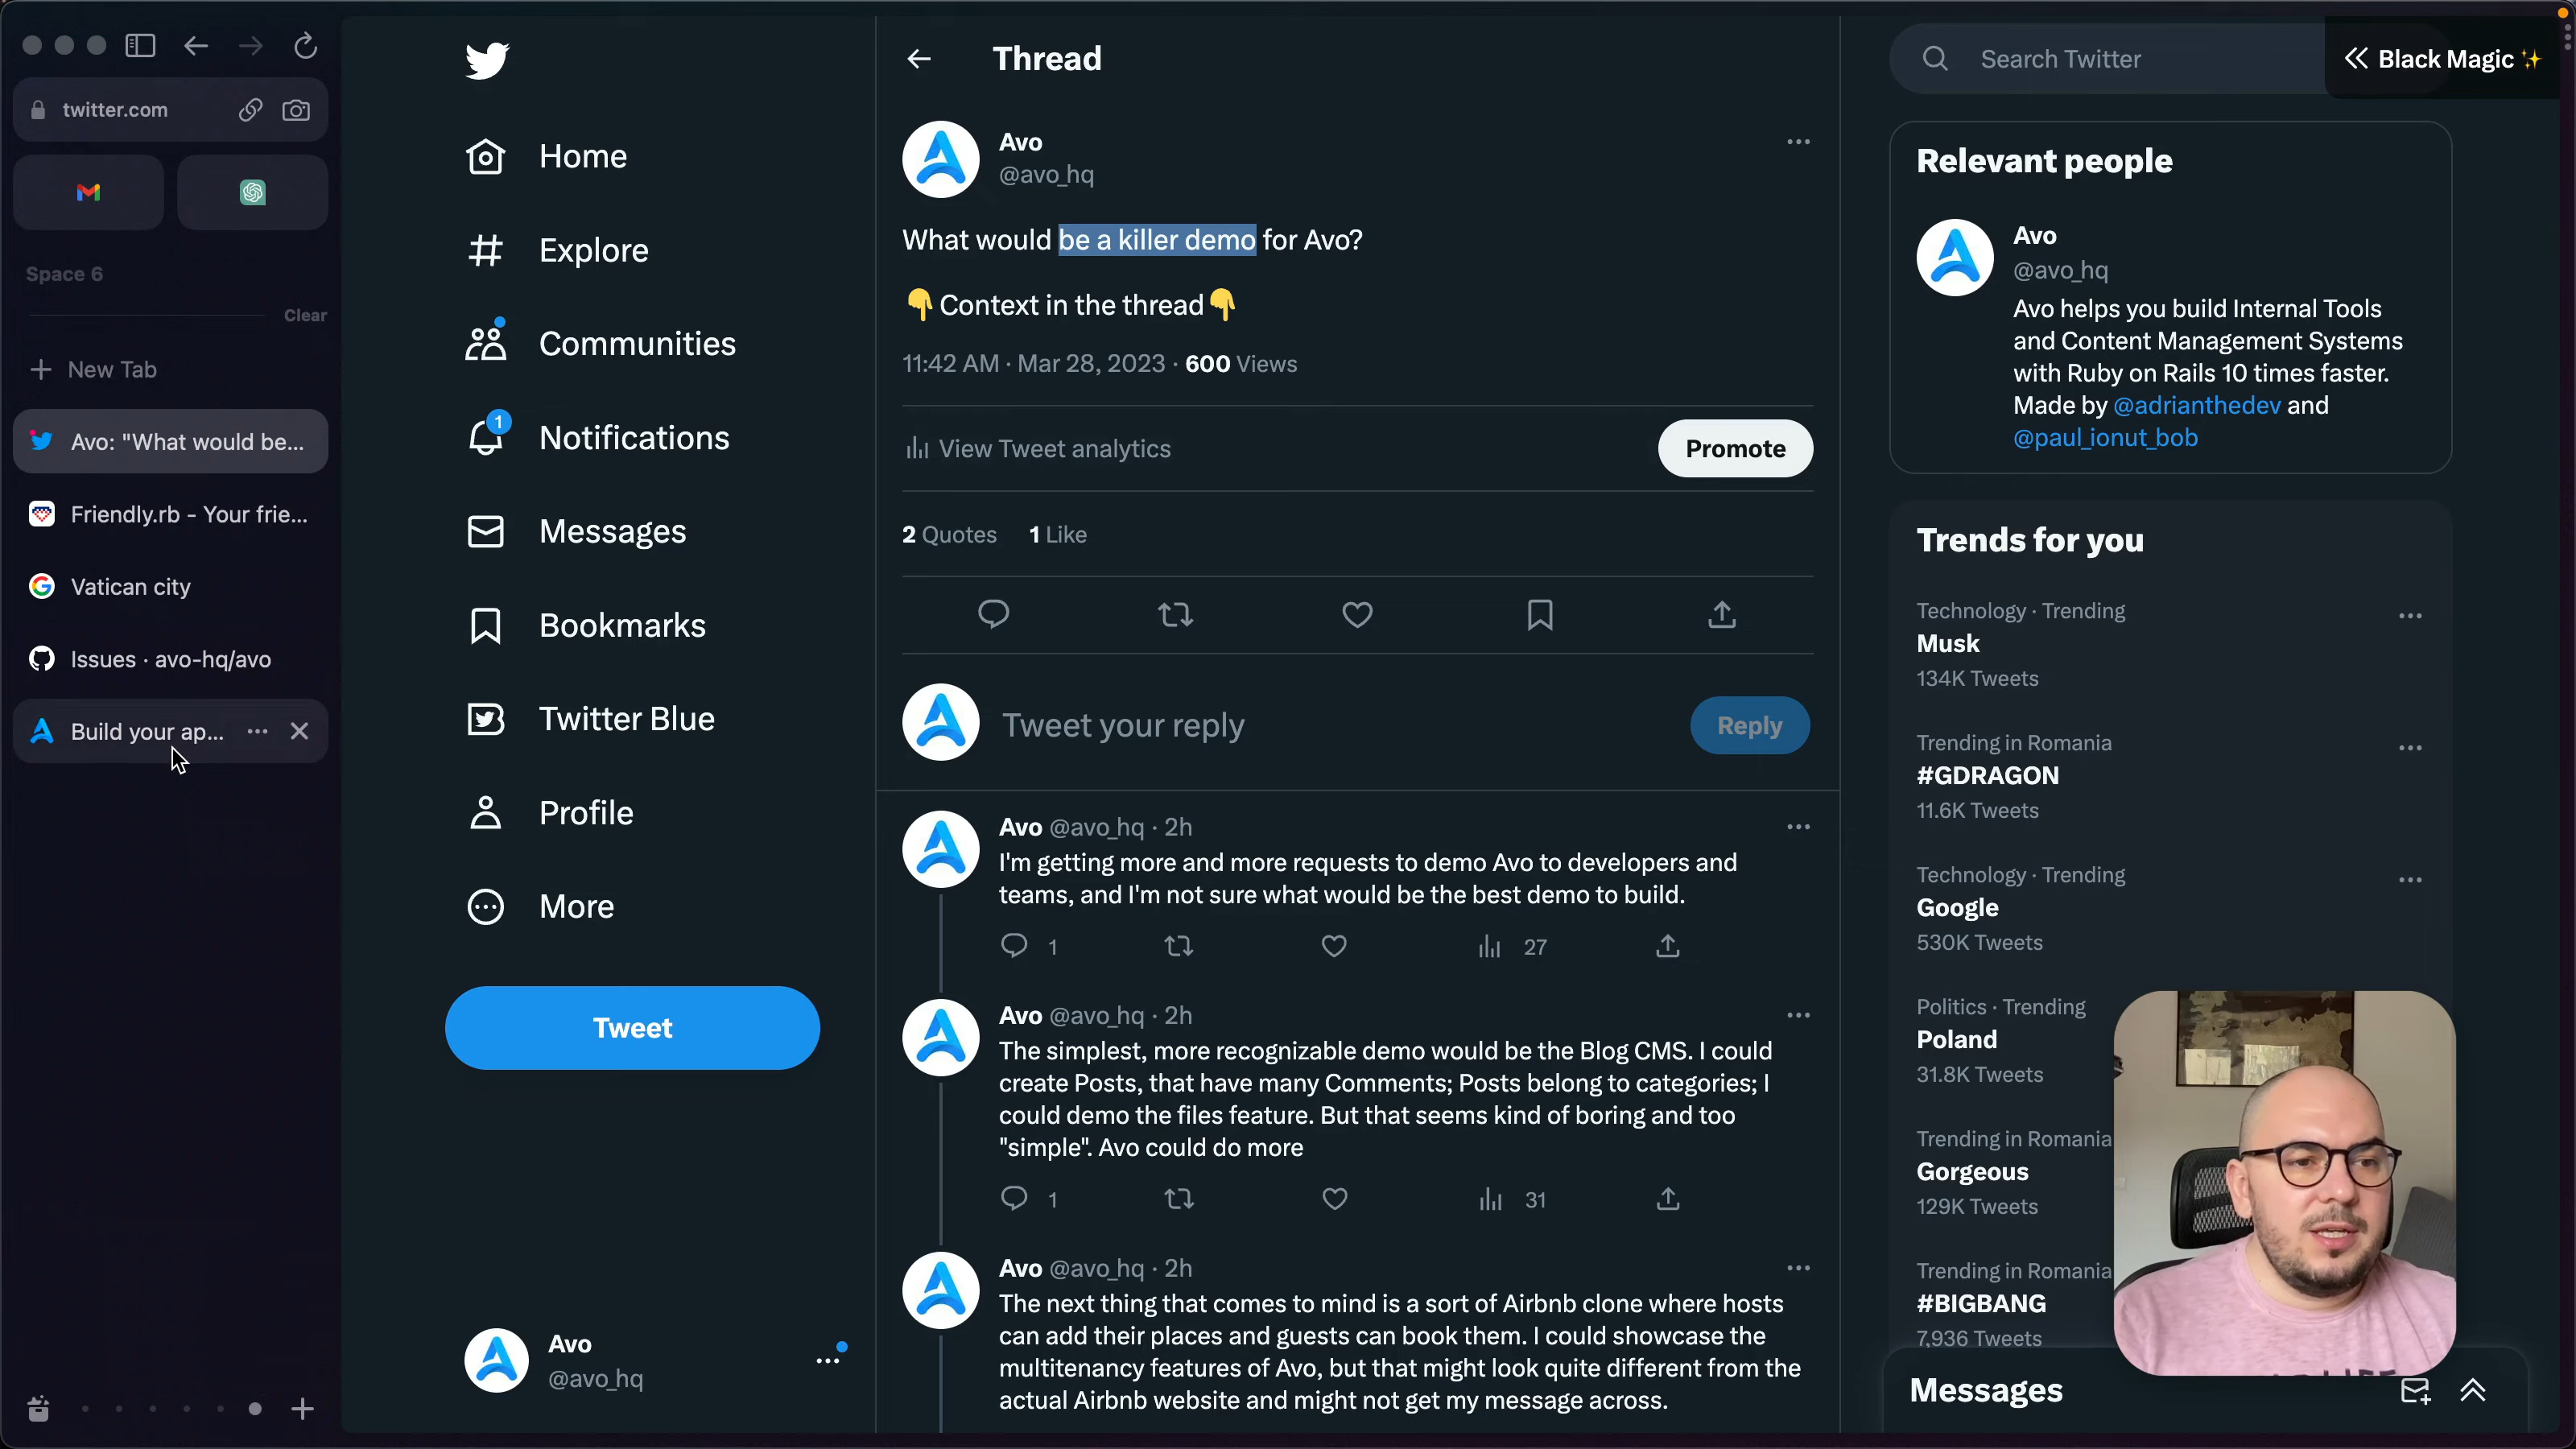 twitter.com
Space 6
Clear
New Tab
Avo: "What would be...
Friendly.rb - Your frie...
Vatican city
Issues · avo-hq/avo
Build your ap...
Home
Explore
Communities
1
Notifications
Messages
Bookmarks
Twitter Blue
Profile
More
Tweet
Avo
@avo_hq
Thread
Avo
@avo_hq
What would be a killer demo for Avo?
👇Context in the thread👇
11:42 AM · Mar 28, 2023 · 600 Views
View Tweet analytics
Promote
2 Quotes 1 Like
Tweet your reply
Reply
Avo @avo_hq · 2h
I'm getting more and more requests to demo Avo to developers and
teams, and I'm not sure what would be the best demo to build.
1 27
Avo @avo_hq · 2h
The simplest, more recognizable demo would be the Blog CMS. I could
create Posts, that have many Comments; Posts belong to categories; I
could demo the files feature. But that seems kind of boring and too
"simple". Avo could do more
1 31
Avo @avo_hq · 2h
The next thing that comes to mind is a sort of Airbnb clone where hosts
can add their places and guests can book them. I could showcase the
multitenancy features of Avo, but that might look quite different from the
actual Airbnb website and might not get my message across.
Search Twitter
Black Magic ✨
Relevant people
Avo
@avo_hq
Avo helps you build Internal Tools
and Content Management Systems
with Ruby on Rails 10 times faster.
Made by @adrianthedev and
@paul_ionut_bob
Trends for you
Technology · Trending
Musk
134K Tweets
Trending in Romania
#GDRAGON
11.6K Tweets
Technology · Trending
Google
530K Tweets
Politics · Trending
Poland
31.8K Tweets
Trending in Romania
Gorgeous
129K Tweets
Trending in Romania
#BIGBANG
7,936 Tweets
Messages